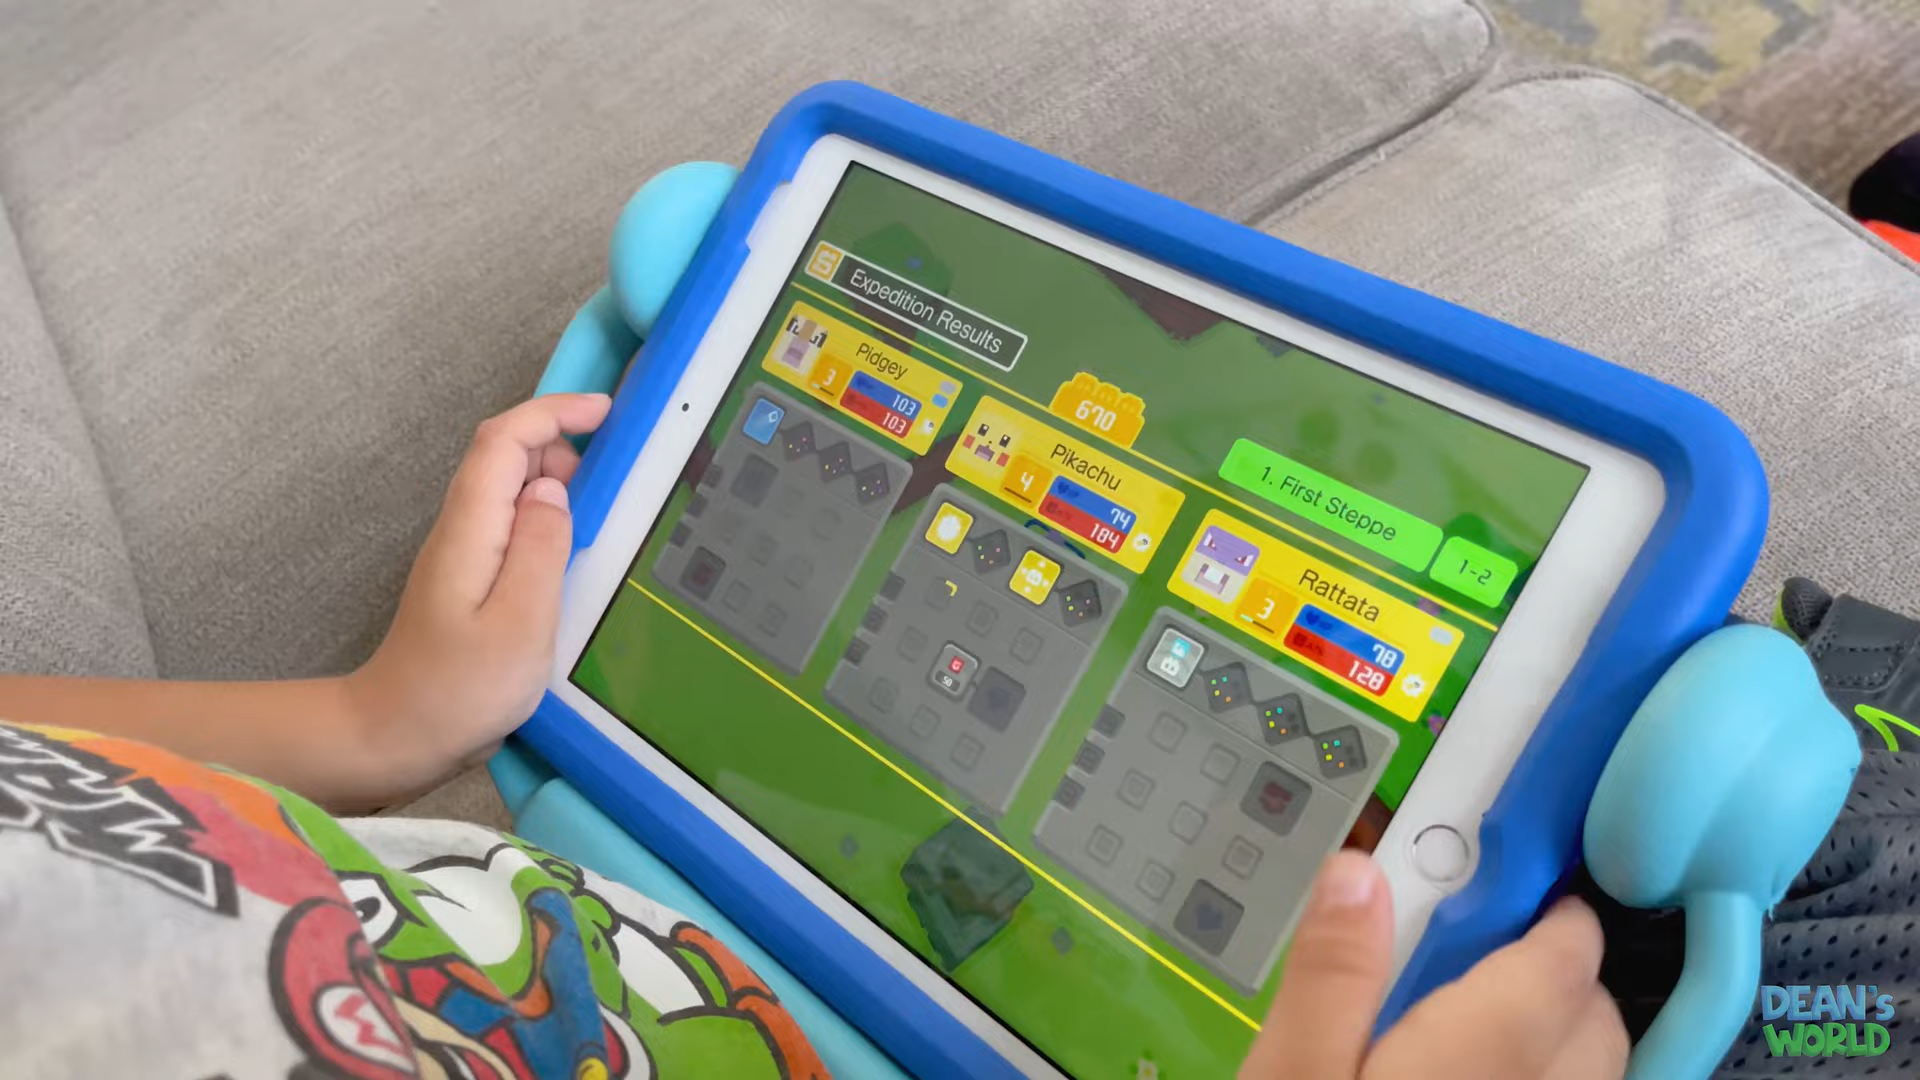 Expedition Results
Pidgey
3
103
103
670
Pikachu
4
74
184
G
50
1. First Steppe
1-2
Rattata
3
78
128
M
DEAN's
WORLD